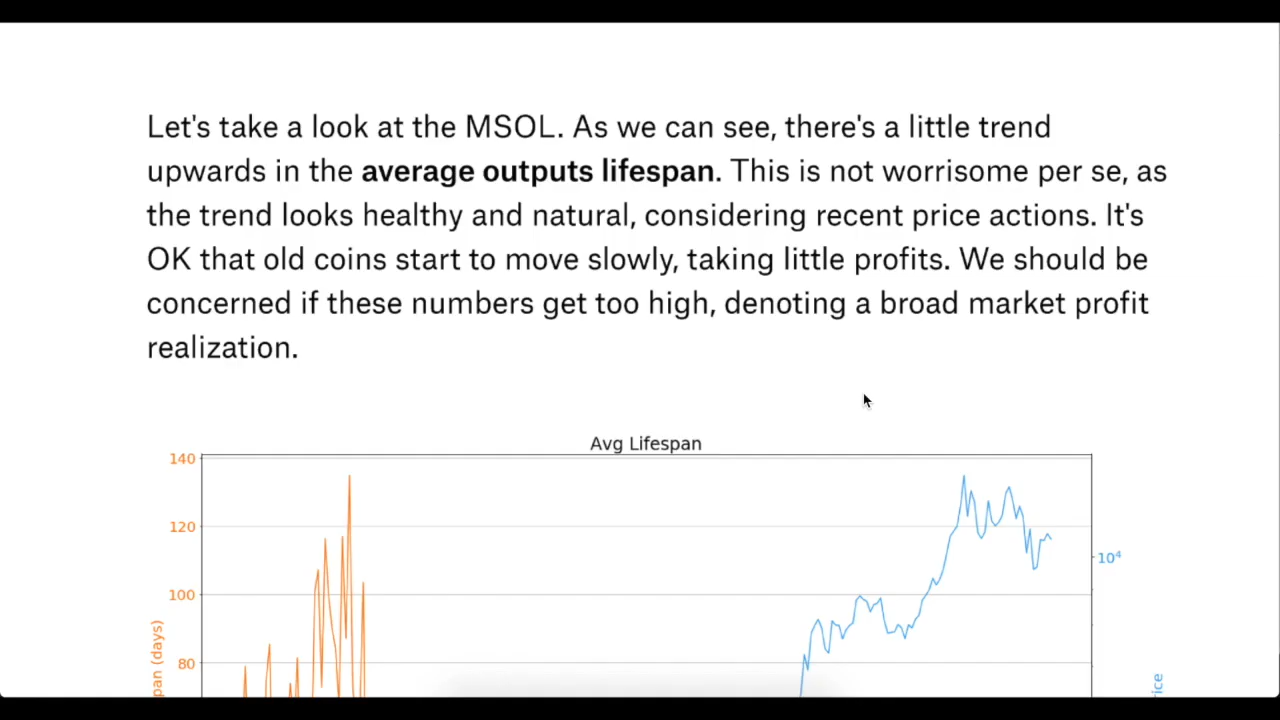 Let's take a look at the MSOL. As we can see, there's a little trend
upwards in the average outputs lifespan. This is not worrisome per se, as
the trend looks healthy and natural, considering recent price actions. It's
OK that old coins start to move slowly, taking little profits. We should be
concerned if these numbers get too high, denoting a broad market profit
realization.
Avg Lifespan
140
120
100
80
10⁴
(days)